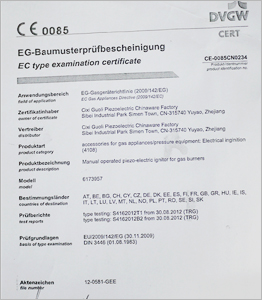 CE 0085
DVGW
CERT
EG-Baumusterprüfbescheinigung
EC type examination certificate
CE-0085CN0234
Anwendungsbereich
field of application
EG-Gasgeräterichtlinie (2009/142/EG)
EC Gas Appliances Directive (2009/142/EC)
Zertifikatinhaber
owner of certificate
Cixi Guoli Piezoelectric Chinaware Factory
Sibei Industrial Park Simen Town, CN-315740 Yuyao, Zhejiang
Vertreiber
distributor
Cixi Guoli Piezoelectric Chinaware Factory
Sibei Industrial Park Simen Town, CN-315740 Yuyao, Zhejiang
Produktart
product category
accessories for gas appliances/pressure equipment: Electrical inginition
(4108)
Produktbezeichnung
product description
Manual operated piezo-electric ignitor for gas burners
Modell
model
6173957
Bestimmungsländer
countries of destination
AT, BE, BG, CH, CY, CZ, DE, DK, EE, ES, FI, FR, GB, GR, HU, IE, IS,
IT, LT, LU, LV, MT, NL, NO, PL, PT, RO, SE, SI, SK
Prüfberichte
test reports
type testing: S4162012T1 from 30.08.2012 (TRG)
type testing: S4162012B2 from 30.08.2012 (TRG)
Prüfgrundlagen
basis of type examination
EU/2009/142/EG (30.11.2009)
DIN 3446 (01.08.1983)
Aktenzeichen
file number
12-0581-GEE